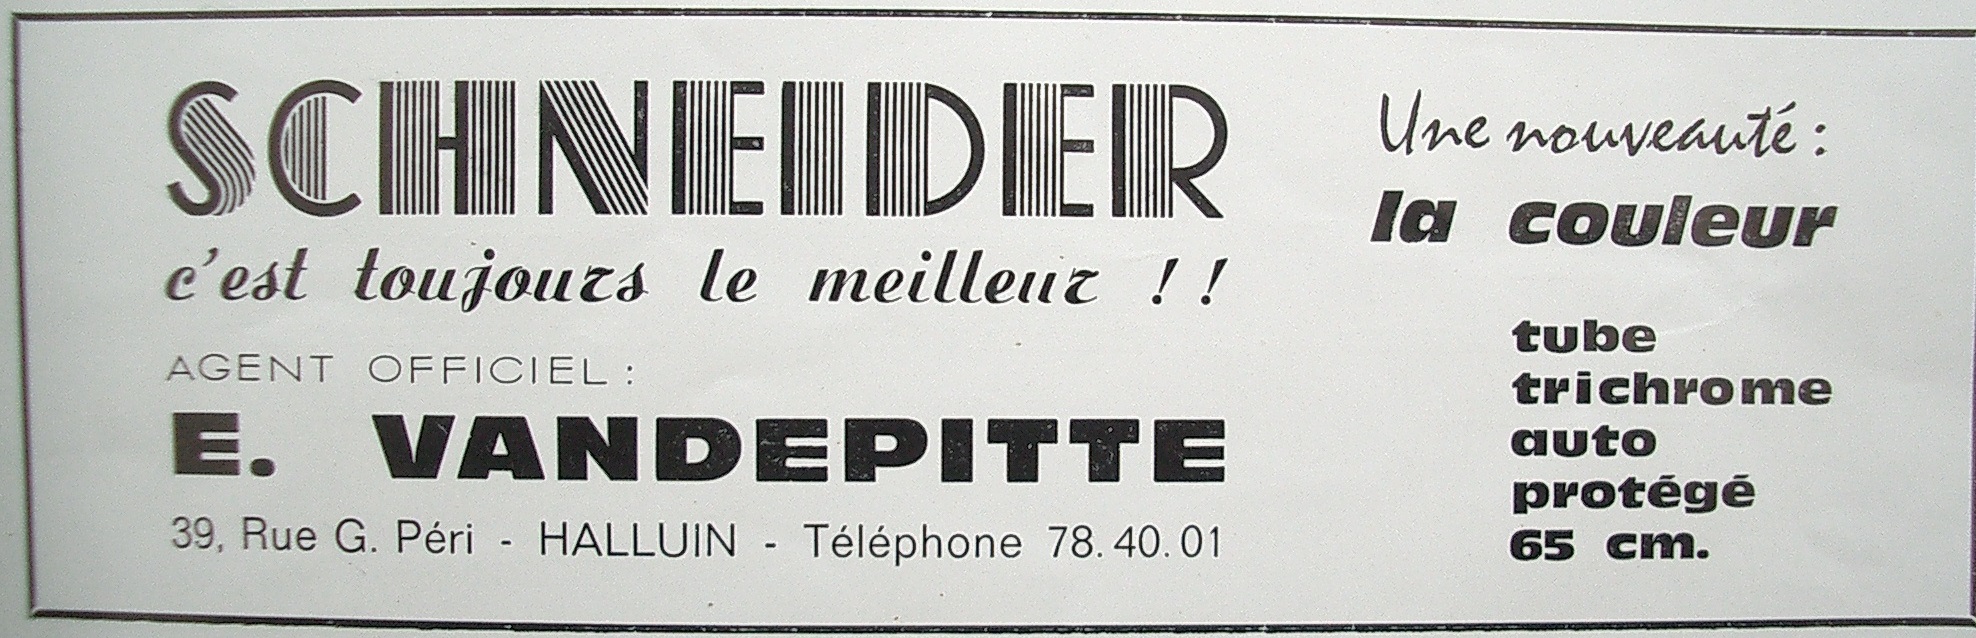 SCHNEIDER
c'est toujours le meilleur !!
AGENT OFFICIEL :
E. VANDEPITTE
39, Rue G. Péri - HALLUIN - Téléphone 78.40.01
Une nouveauté :
la couleur
tube
trichrome
auto
protégé
65 cm.